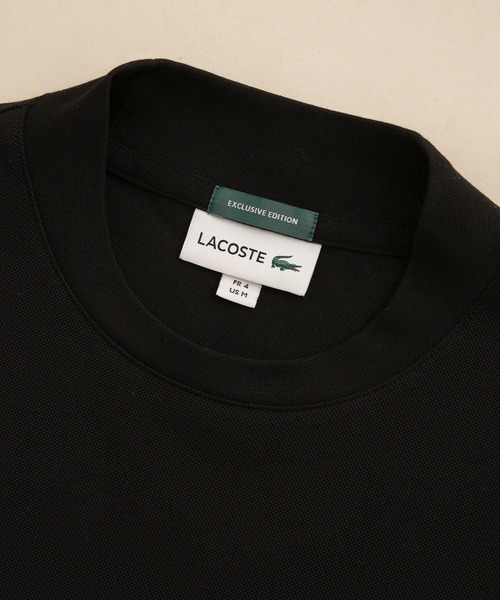 EXCLUSIVE EDITION
LACOSTE
FR 4
US M